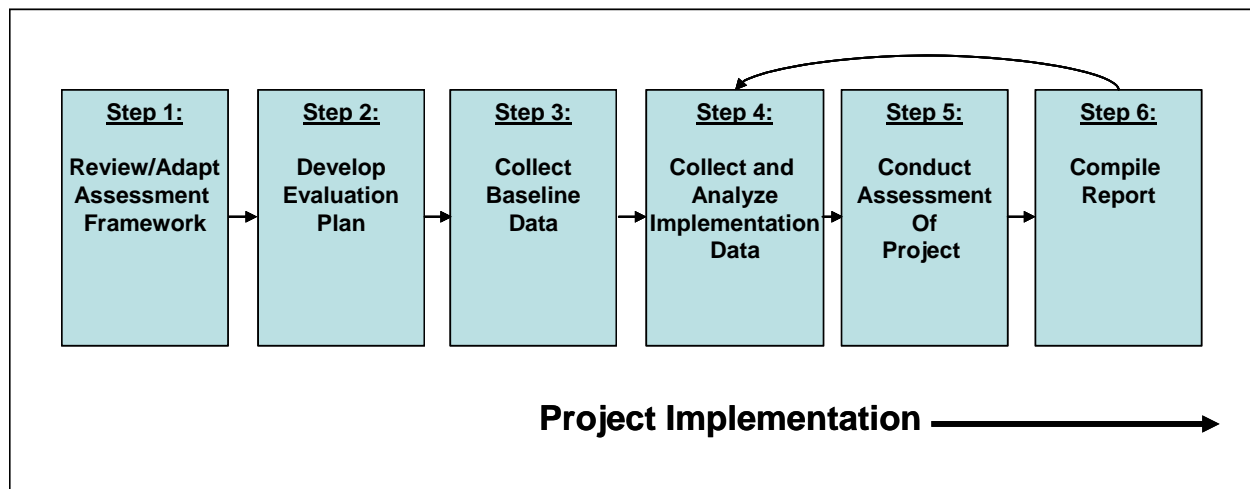 Step 1:
Review/Adapt
Assessment
Framework
Step 2:
Develop
Evaluation
Plan
Step 3:
Collect
Baseline
Data
Step 4:
Collect and
Analyze
Implementation
Data
Step 5:
Conduct
Assessment
Of
Project
Step 6:
Compile
Report
Project Implementation